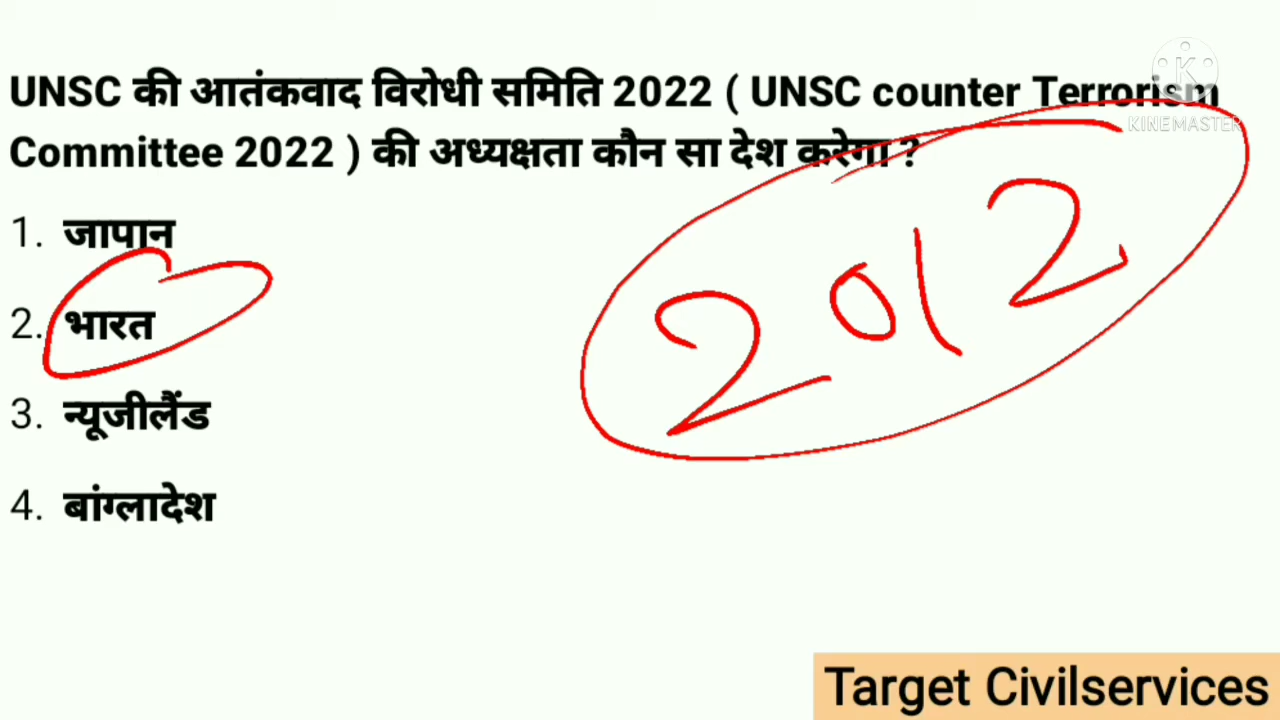 UNSC की आतंकवाद विरोधी समिति 2022 ( UNSC counter Terrorism
KINEMASTER
Committee 2022 ) की अध्यक्षता कौन सा देश करेगा ?
1. जापान
2. भारत
3. न्यूजीलैंड
4. बांग्लादेश
2012
Target Civilservices